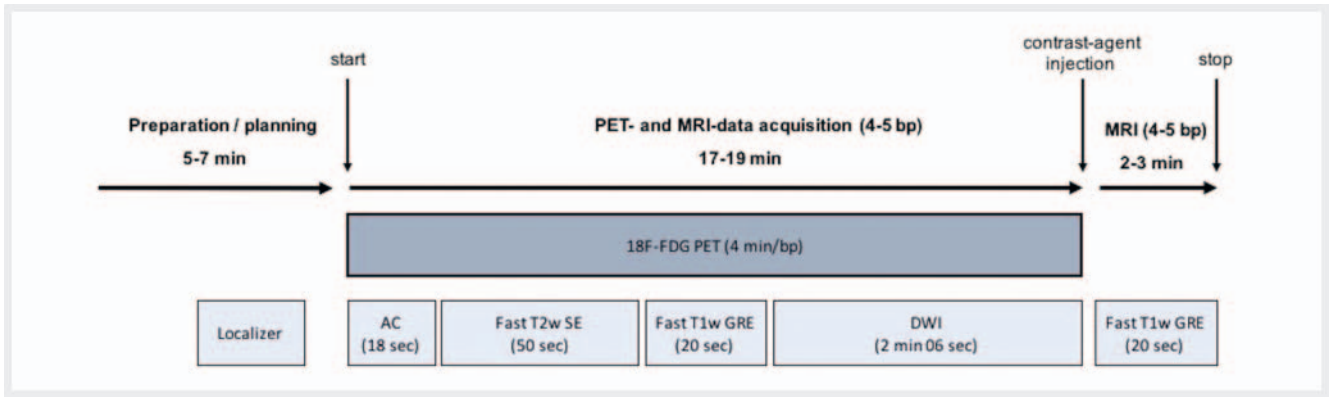 start
contrast-agent
injection
stop
Preparation / planning
5-7 min
PET- and MRI-data acquisition (4-5 bp)
17-19 min
MRI (4-5 bp)
2-3 min
18F-FDG PET (4 min/bp)
Localizer
AC
(18 sec)
Fast T2w SE
(50 sec)
Fast T1w GRE
(20 sec)
DWI
(2 min 06 sec)
Fast T1w GRE
(20 sec)